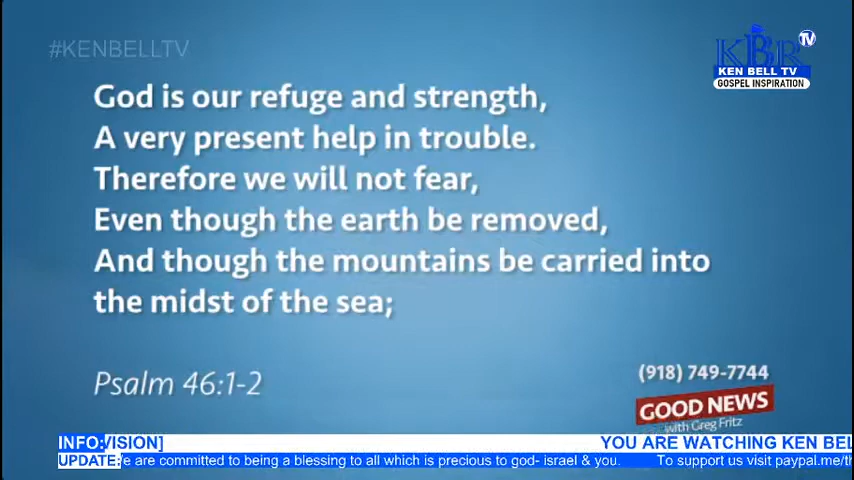 #KENBELLTV
KBR TV
KEN BELL TV
GOSPEL INSPIRATION
God is our refuge and strength,
A very present help in trouble.
Therefore we will not fear,
Even though the earth be removed,
And though the mountains be carried into
the midst of the sea;
Psalm 46:1-2
(918) 749-7744
GOOD NEWS
with Greg Fritz
INFO: VISION] YOU ARE WATCHING KEN BEL
UPDATE: e are committed to being a blessing to all which is precious to god- israel & you. To support us visit paypal.me/th